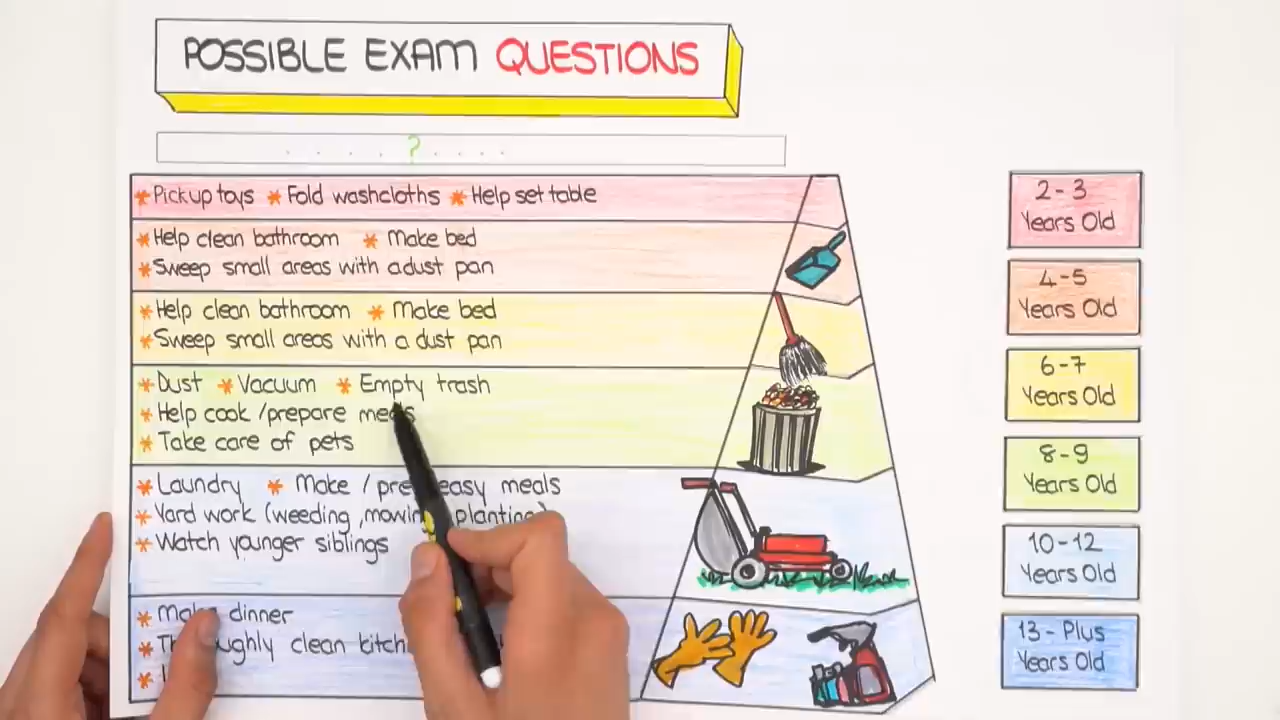 POSSIBLE EXAM QUESTIONS
. . . . ? . . . .
* Pick up toys * Fold washcloths * Help set table
* Help clean bathroom * Make bed
* Sweep small areas with a dust pan
* Help clean bathroom * Make bed
* Sweep small areas with a dust pan
* Dust * Vacuum * Empty trash
* Help cook / prepare
* Take care of pets
* Laundry * Make / easy meals
* Yard work (weeding ,
* Watch younger siblings
* dinner
* clean
2 - 3
Years Old
4 - 5
Years Old
6 - 7
Years Old
8 - 9
Years Old
10 - 12
Years Old
13 - Plus
Years Old